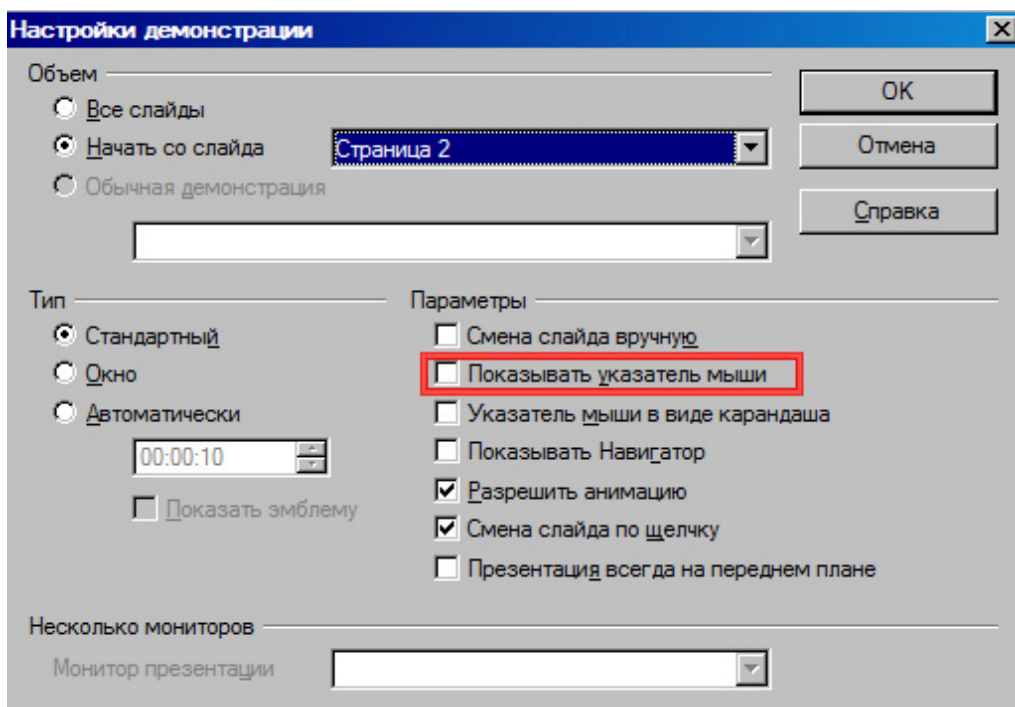 Настройки демонстрации
Объем
Все слайды
Начать со слайда
Страница 2
Обычная демонстрация
OK
Отмена
Справка
Тип
Стандартный
Окно
Автоматически
00:00:10
Показать эмблему
Параметры
Смена слайда вручную
Показывать указатель мыши
Указатель мыши в виде карандаша
Показывать Навигатор
Разрешить анимацию
Смена слайда по щелчку
Презентация всегда на переднем плане
Несколько мониторов
Монитор презентации